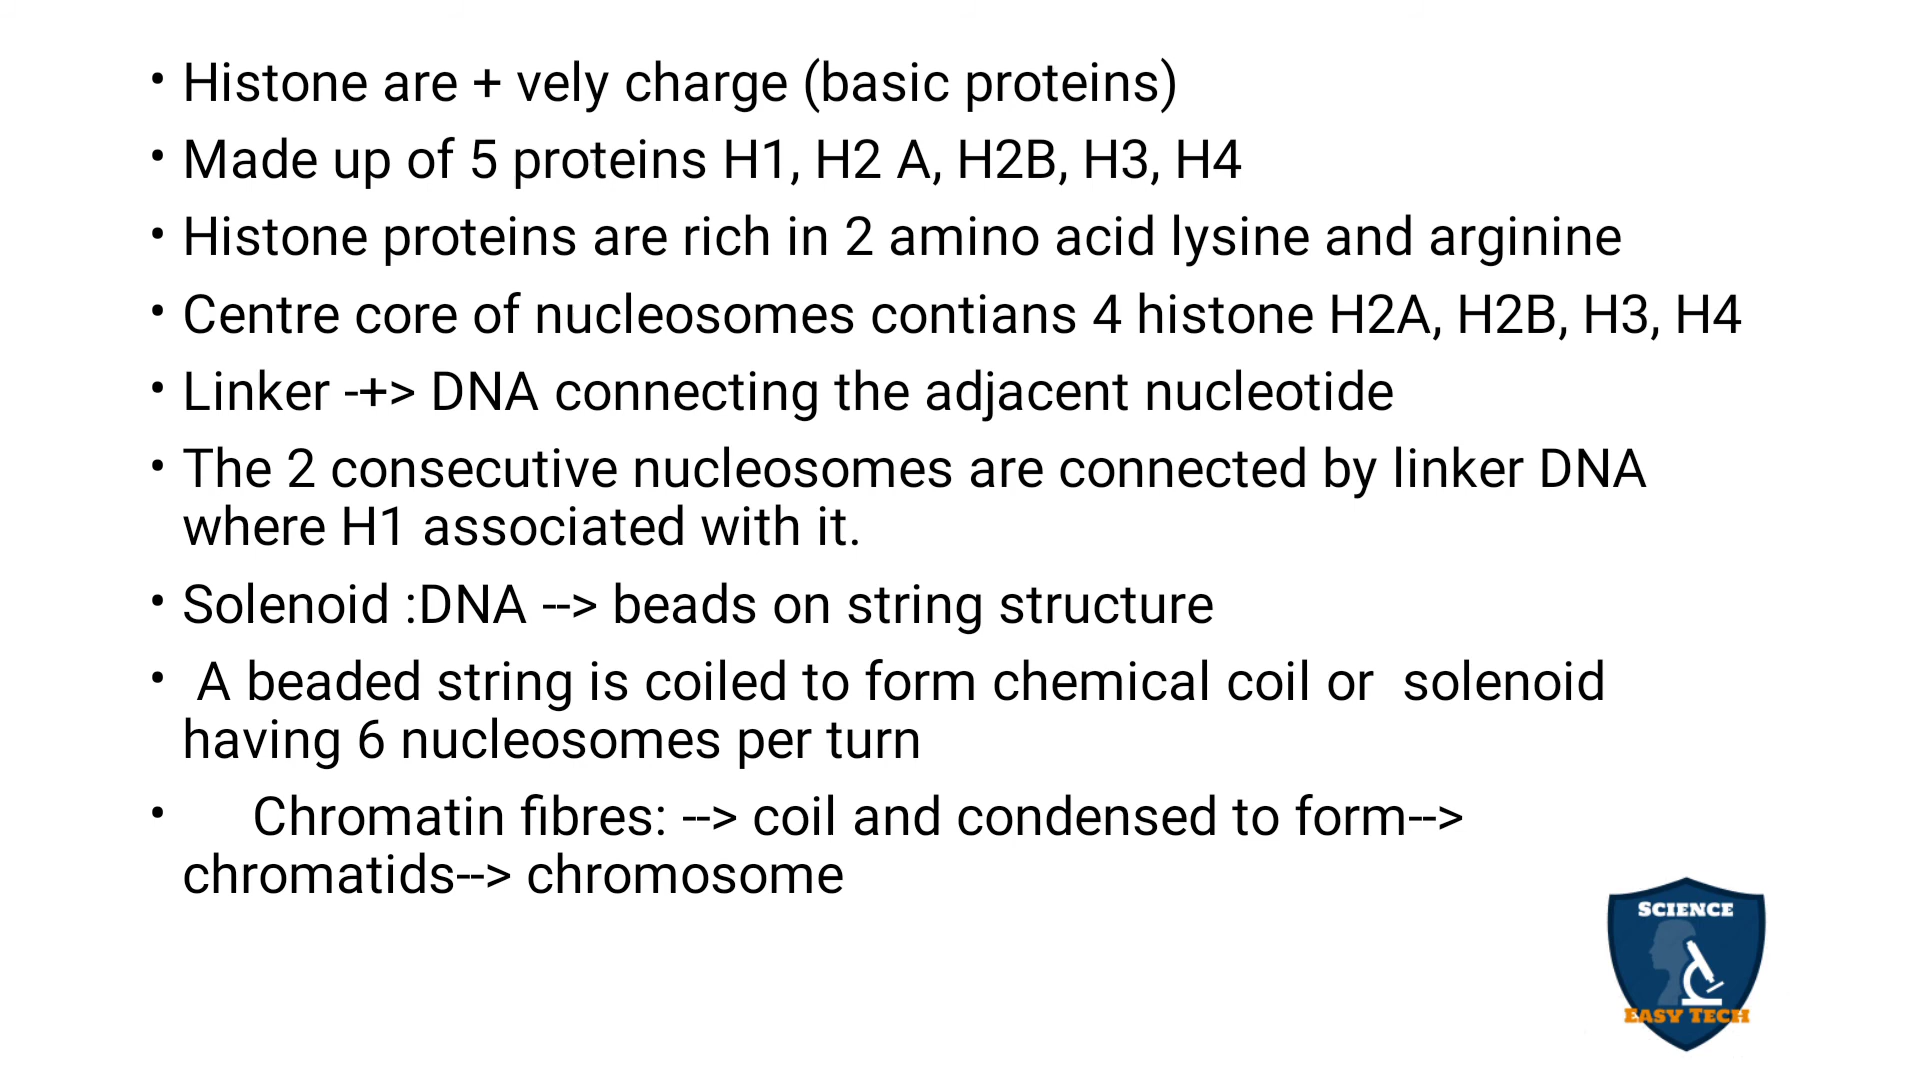 • Histone are + vely charge (basic proteins)
• Made up of 5 proteins H1, H2 A, H2B, H3, H4
• Histone proteins are rich in 2 amino acid lysine and arginine
• Centre core of nucleosomes contians 4 histone H2A, H2B, H3, H4
• Linker -+> DNA connecting the adjacent nucleotide
• The 2 consecutive nucleosomes are connected by linker DNA
where H1 associated with it.
• Solenoid :DNA --> beads on string structure
• A beaded string is coiled to form chemical coil or  solenoid
having 6 nucleosomes per turn
• Chromatin fibres: --> coil and condensed to form-->
chromatids--> chromosome
SCIENCE
EASY TECH